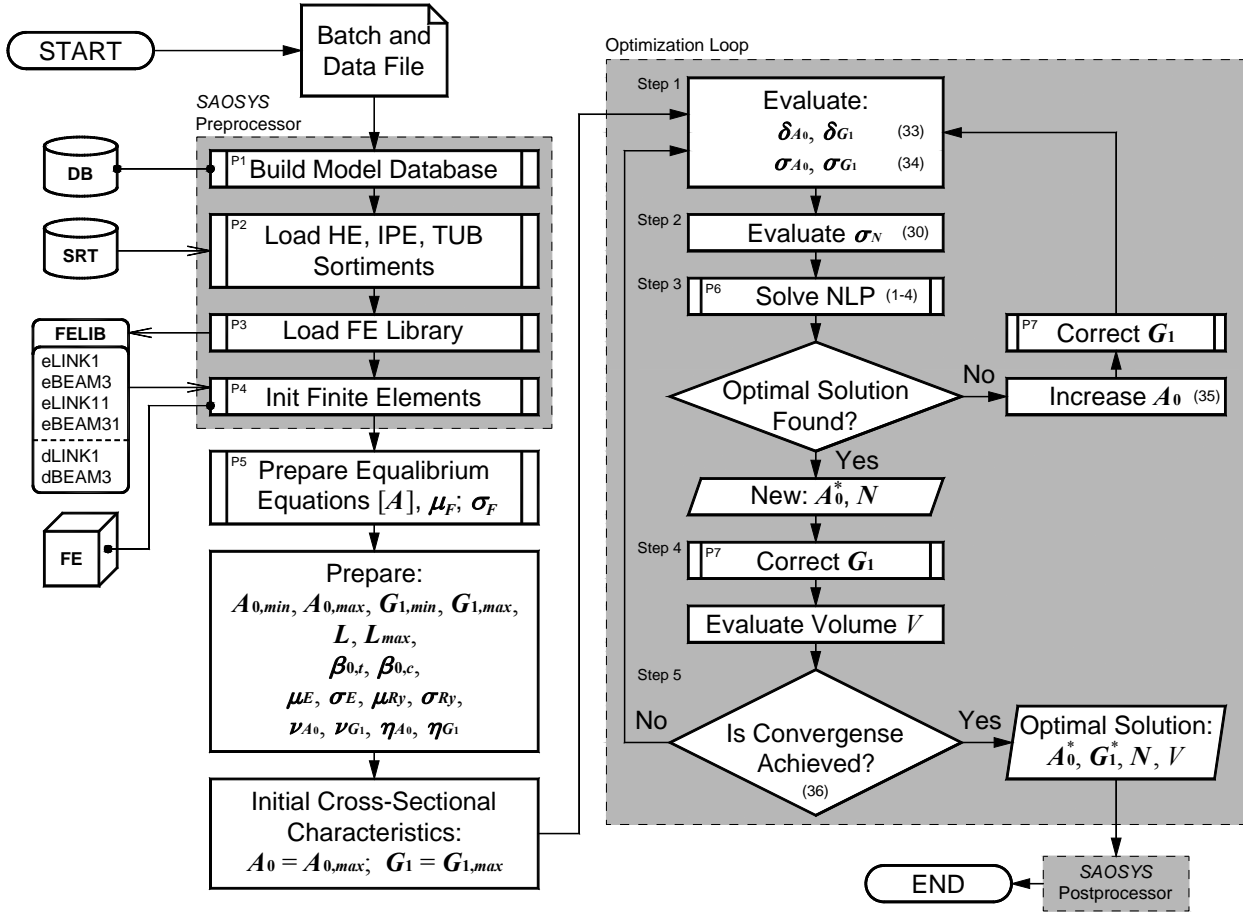 START
Batch and
Data File
SAOSYS
Preprocessor
DB
P1
Build Model Database
SRT
P2
Load HE, IPE, TUB
Sortiments
FELIB
eLINK1
eBEAM3
eLINK11
eBEAM31
dLINK1
dBEAM3
P3
Load FE Library
P4
Init Finite Elements
FE
P5
Prepare Equalibrium
Equations [A], μF; σF
Prepare:
A0,min, A0,max, G1,min, G1,max,
L, Lmax,
β0,t, β0,c,
μE, σE, μRy, σRy,
νA0, νG1, ηA0, ηG1
Initial Cross-Sectional
Characteristics:
A0 = A0,max; G1 = G1,max
Optimization Loop
Step 1
Evaluate:
δA0, δG1 (33)
σA0, σG1 (34)
Step 2
Evaluate σN (30)
Step 3
P6
Solve NLP (1-4)
Optimal Solution
Found?
No
P7
Correct G1
Increase A0 (35)
Yes
New: A0*, N
Step 4
P7
Correct G1
Evaluate Volume V
Step 5
No
Is Convergense
Achieved?
(36)
Yes
Optimal Solution:
A0*, G1*, N, V
SAOSYS
Postprocessor
END